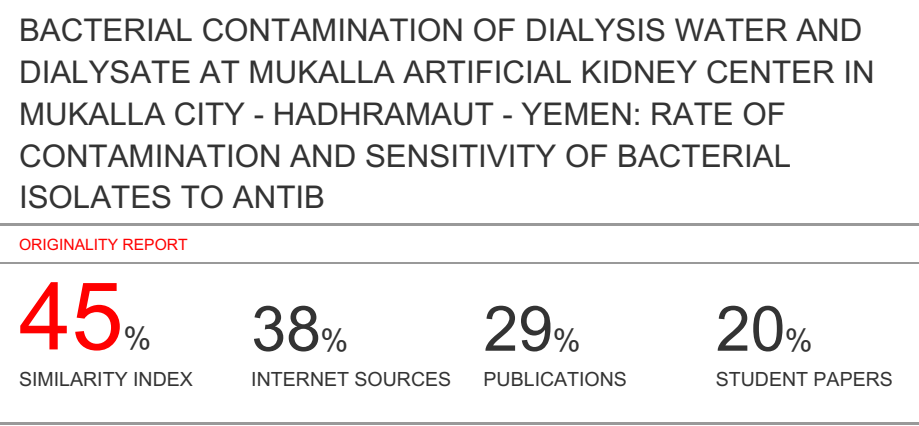 BACTERIAL CONTAMINATION OF DIALYSIS WATER AND
DIALYSATE AT MUKALLA ARTIFICIAL KIDNEY CENTER IN
MUKALLA CITY - HADHRAMAUT - YEMEN: RATE OF
CONTAMINATION AND SENSITIVITY OF BACTERIAL
ISOLATES TO ANTIB
ORIGINALITY REPORT
45% 38% 29% 20%
SIMILARITY INDEX INTERNET SOURCES PUBLICATIONS STUDENT PAPERS